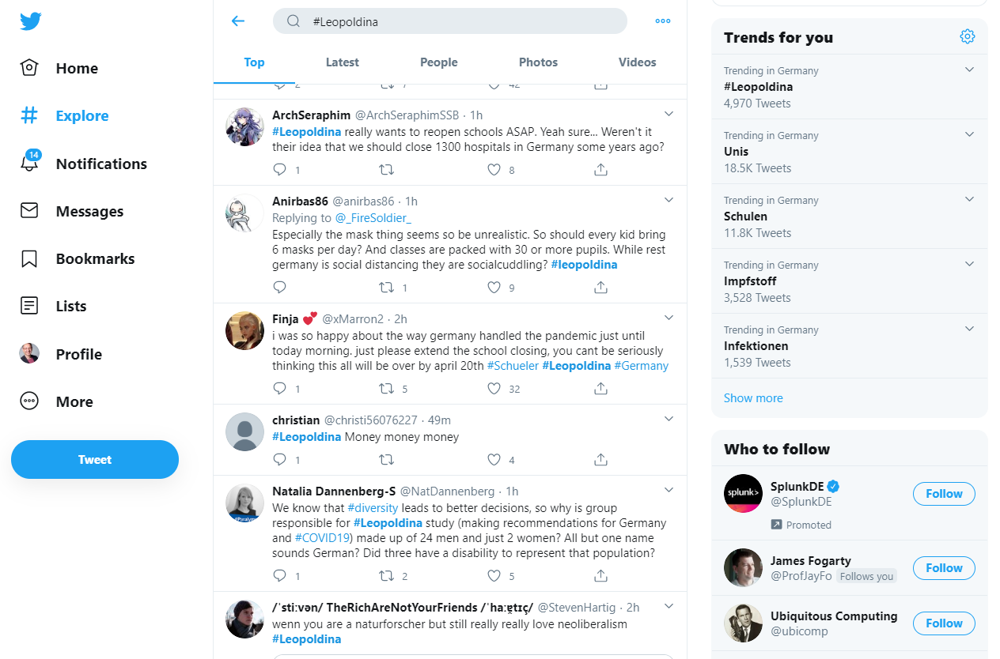 Home
Explore
14
Notifications
Messages
Bookmarks
Lists
Profile
More
Tweet
#Leopoldina
Top
Latest
People
Photos
Videos
2
7
42
ArchSeraphim @ArchSeraphimSSB · 1h
#Leopoldina really wants to reopen schools ASAP. Yeah sure... Weren't it
their idea that we should close 1300 hospitals in Germany some years ago?
1
8
Anirbas86 @anirbas86 · 1h
Replying to @_FireSoldier_
Especially the mask thing seems so be unrealistic. So should every kid bring
6 masks per day? And classes are packed with 30 or more pupils. While rest
germany is social distancing they are socialcuddling? #leopoldina
1
9
Finja 💕 @xMarron2 · 2h
i was so happy about the way germany handled the pandemic just until
today morning. just please extend the school closing, you cant be seriously
thinking this all will be over by april 20th #Schueler #Leopoldina #Germany
1
5
32
christian @christi56076227 · 49m
#Leopoldina Money money money
1
4
Natalia Dannenberg-S @NatDannenberg · 1h
We know that #diversity leads to better decisions, so why is group
responsible for #Leopoldina study (making recommendations for Germany
and #COVID19) made up of 24 men and just 2 women? All but one name
sounds German? Did three have a disability to represent that population?
1
2
5
/ˈstiːvən/ TheRichAreNotYourFriends /ˈhaːɐ̯tɪç/ @StevenHartig · 2h
wenn you are a naturforscher but still really really love neoliberalism
#Leopoldina
Trends for you
Trending in Germany
#Leopoldina
4,970 Tweets
Trending in Germany
Unis
18.5K Tweets
Trending in Germany
Schulen
11.8K Tweets
Trending in Germany
Impfstoff
3,528 Tweets
Trending in Germany
Infektionen
1,539 Tweets
Show more
Who to follow
splunk>
SplunkDE
@SplunkDE
Follow
Promoted
James Fogarty
@ProfJayFo Follows you
Follow
Ubiquitous Computing
@ubicomp
Follow